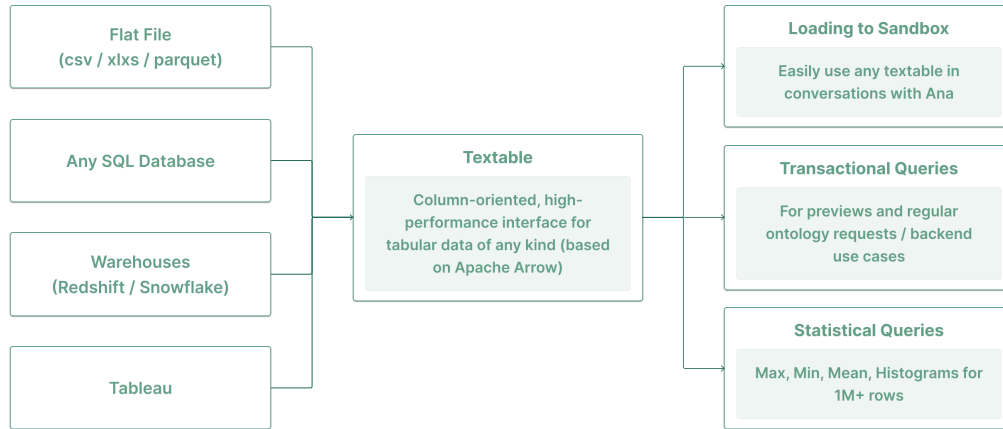 Flat File
(csv / xlxs / parquet)
Any SQL Database
Warehouses
(Redshift / Snowflake)
Tableau
Textable
Column-oriented, high-
performance interface for
tabular data of any kind (based
on Apache Arrow)
Loading to Sandbox
Easily use any textable in
conversations with Ana
Transactional Queries
For previews and regular
ontology requests / backend
use cases
Statistical Queries
Max, Min, Mean, Histograms for
1M+ rows